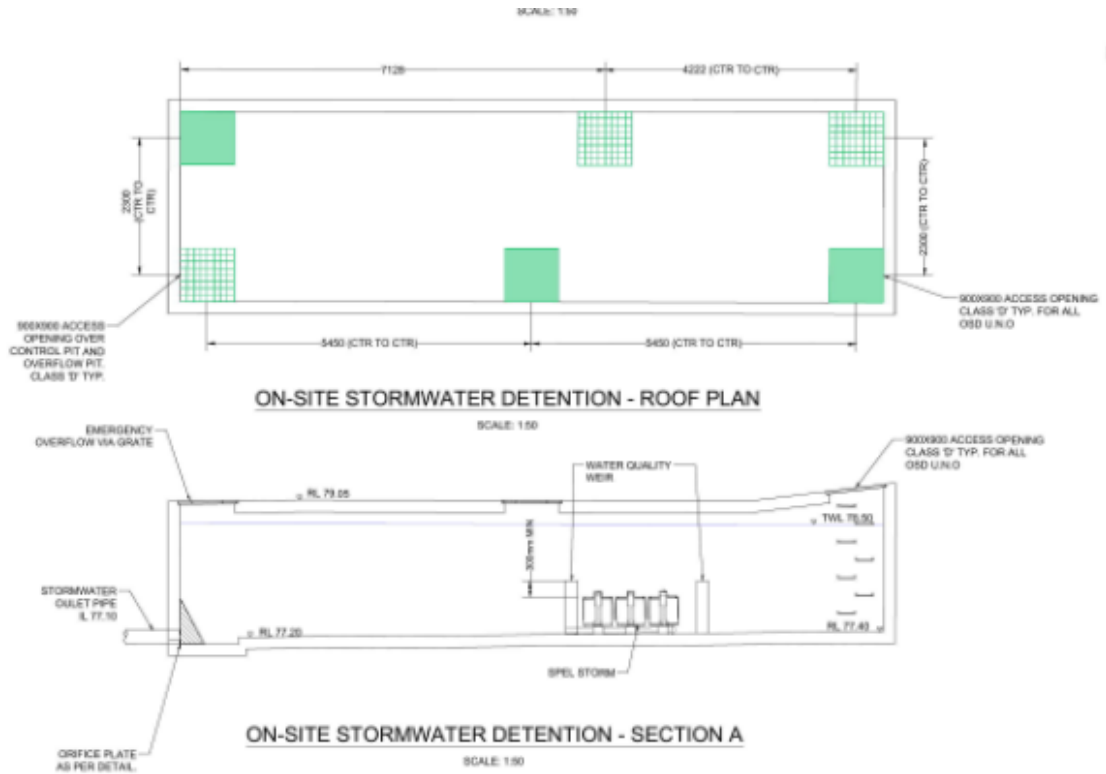 SCALE: 1:50
7128
4222 (CTR TO CTR)
2300
(CTR TO
CTR)
2300 (CTR TO CTR)
900X900 ACCESS
OPENING OVER
CONTROL PIT AND
OVERFLOW PIT.
CLASS 'D' TYP.
900X900 ACCESS OPENING
CLASS 'D' TYP. FOR ALL
OSD U.N.O
5450 (CTR TO CTR)
5450 (CTR TO CTR)
ON-SITE STORMWATER DETENTION - ROOF PLAN
SCALE: 1:50
EMERGENCY
OVERFLOW VIA GRATE
RL 79.05
WATER QUALITY
WEIR
900X900 ACCESS OPENING
CLASS 'D' TYP. FOR ALL
OSD U.N.O
TWL 78.50
300mm MIN
STORMWATER
OULET PIPE
IL 77.10
RL 77.20
RL 77.40
SPEL STORM
ORIFICE PLATE
AS PER DETAIL.
ON-SITE STORMWATER DETENTION - SECTION A
SCALE: 1:50